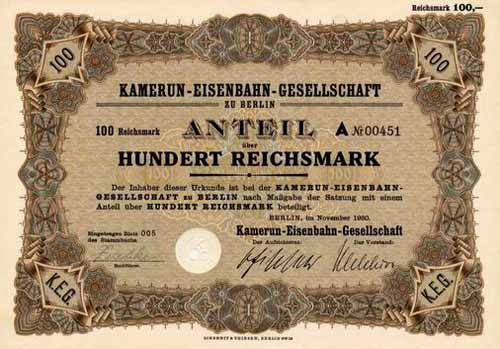 Reichsmark 100,—
100
100
KAMERUN-EISENBAHN-GESELLSCHAFT
ZU BERLIN
100 Reichsmark ANTEIL A № 00451
über
HUNDERT REICHSMARK
Der Inhaber dieser Urkunde ist bei der KAMERUN-EISENBAHN-
GESELLSCHAFT zu BERLIN nach Maßgabe der Satzung mit einem
Anteil über HUNDERT REICHSMARK beteiligt.
BERLIN, im November 1930.
Eingetragen Blatt 005
des Stammbuchs
Kamerun-Eisenbahn-Gesellschaft
Der Aufsichtsrat: Der Vorstand:
Buchführer.
K.E.G.
K.E.G.